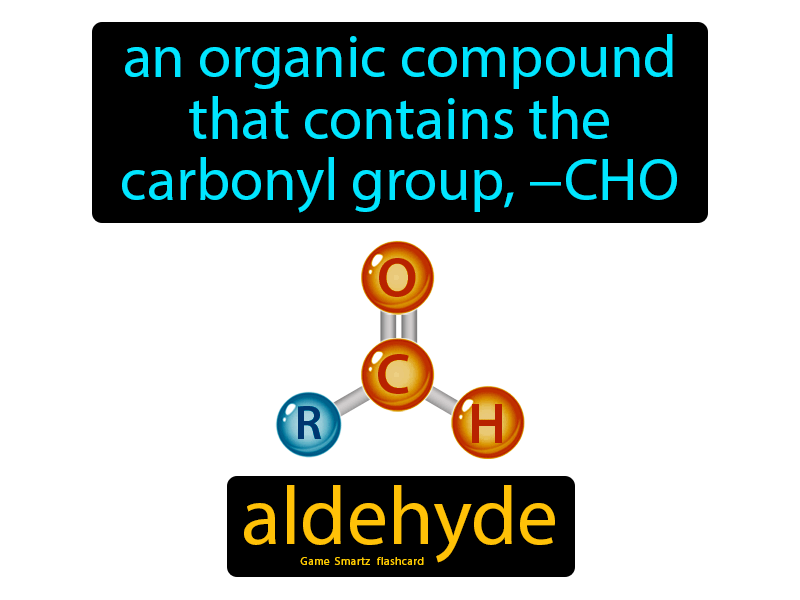 an organic compound
that contains the
carbonyl group, –CHO
O
C
R
H
aldehyde
Game Smartz flashcard